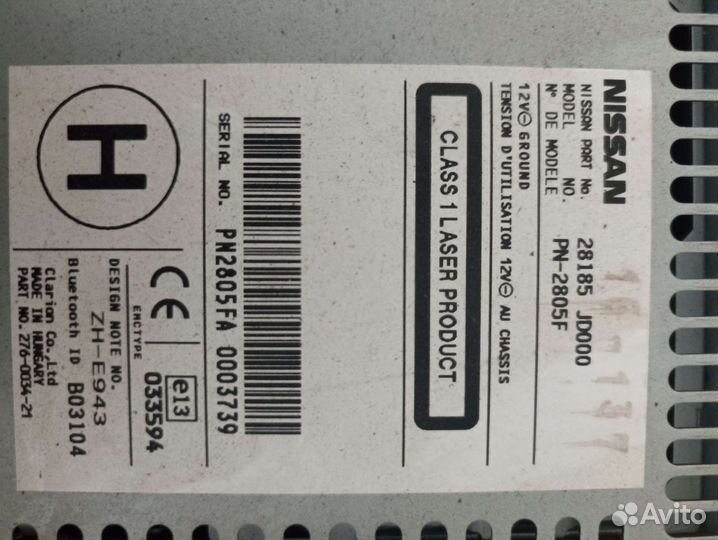 NISSAN
NISSAN PART No. 28185 JD000
MODEL NO. PN-2805F
N° DE MODELE
12V⊖ GROUND
TENSION D'UTILISATION 12V⊖ AU CHASSIS
CLASS 1 LASER PRODUCT
SERIAL NO. PN2805FA 0003739
H
CE
EMCTYPE
e13
033594
DESIGN NOTE NO.
ZH-E943
Bluetooth ID B03104
Clarion Co.,Ltd
MADE IN HUNGARY
PART NO. 276-0034-21
Avito